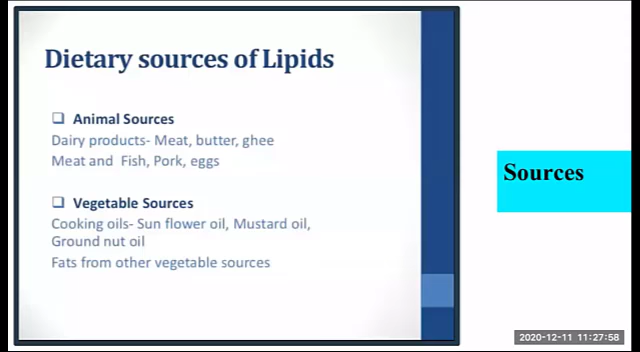 Dietary sources of Lipids
Animal Sources
Dairy products- Meat, butter, ghee
Meat and Fish, Pork, eggs
Vegetable Sources
Cooking oils- Sun flower oil, Mustard oil,
Ground nut oil
Fats from other vegetable sources
Sources
2020-12-11 11:27:58